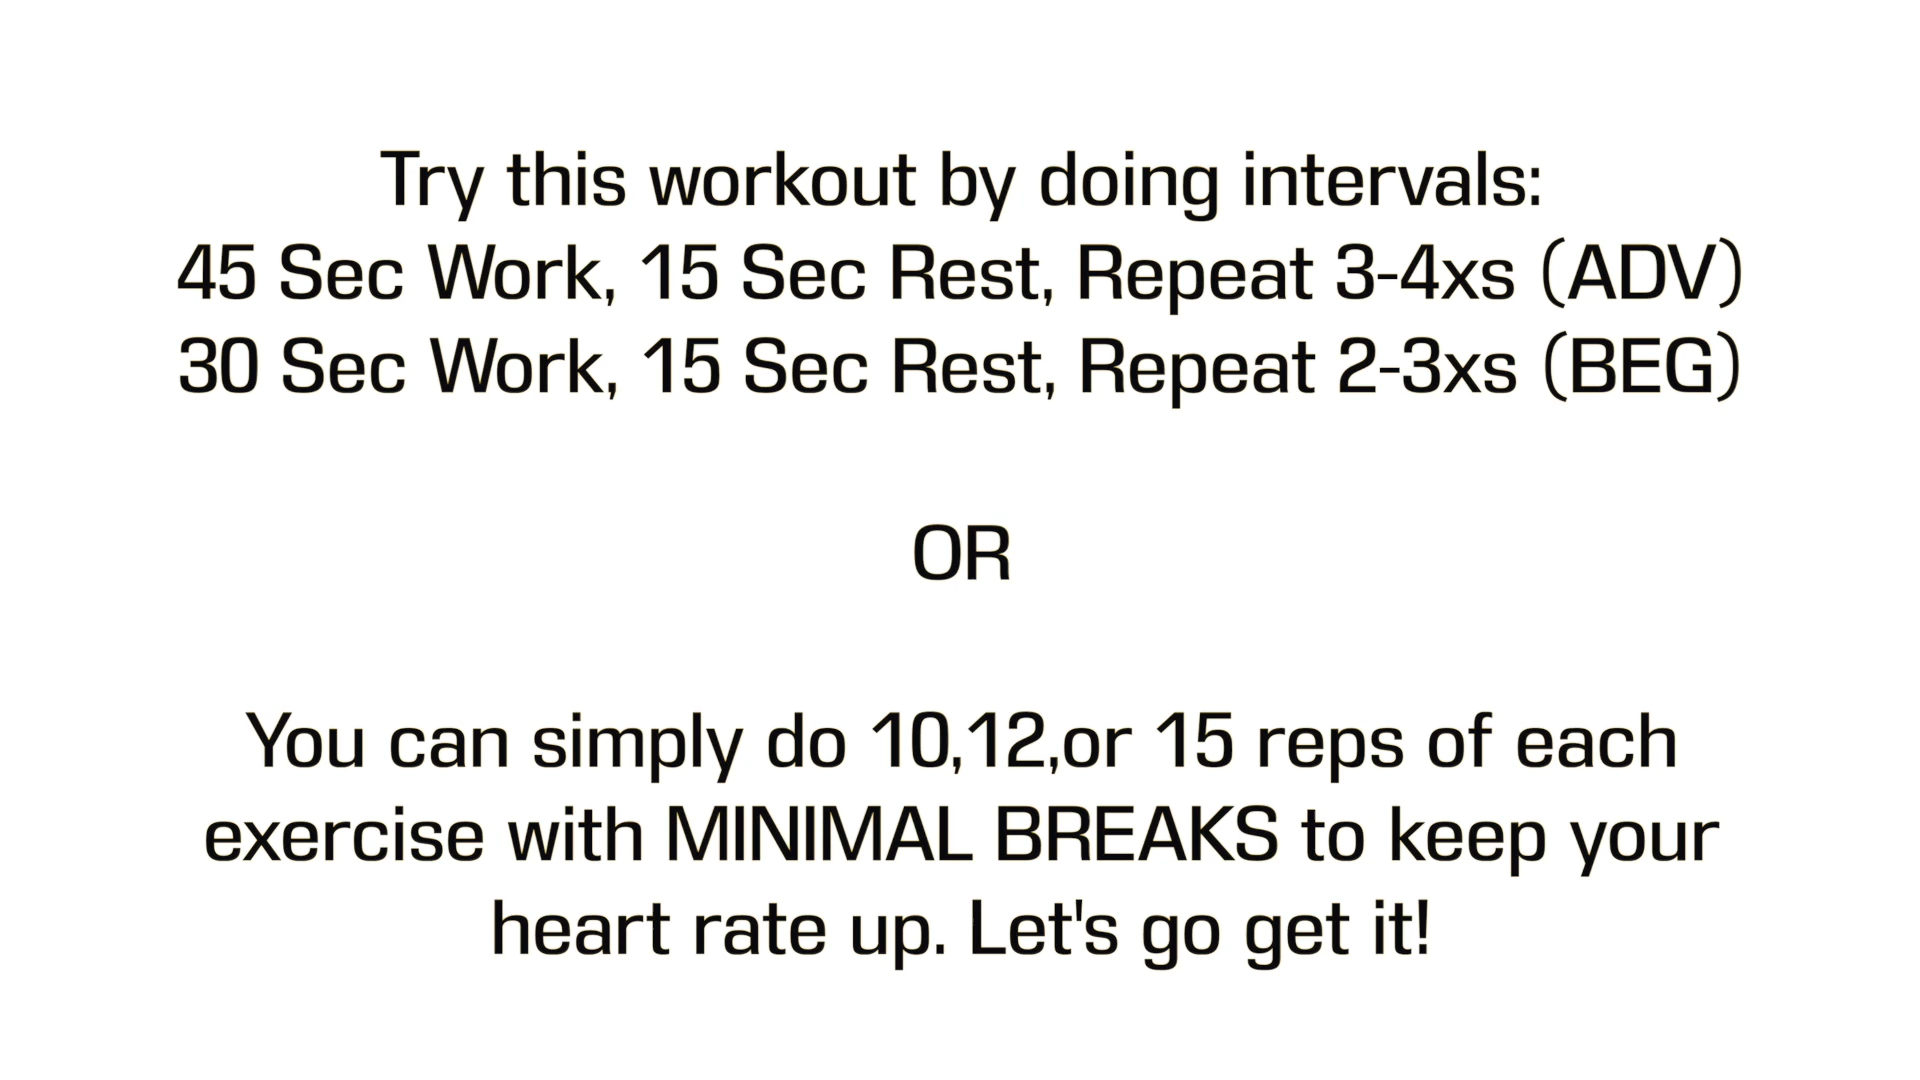 Try this workout by doing intervals:
45 Sec Work, 15 Sec Rest, Repeat 3-4xs (ADV)
30 Sec Work, 15 Sec Rest, Repeat 2-3xs (BEG)
OR
You can simply do 10,12,or 15 reps of each
exercise with MINIMAL BREAKS to keep your
heart rate up. Let's go get it!